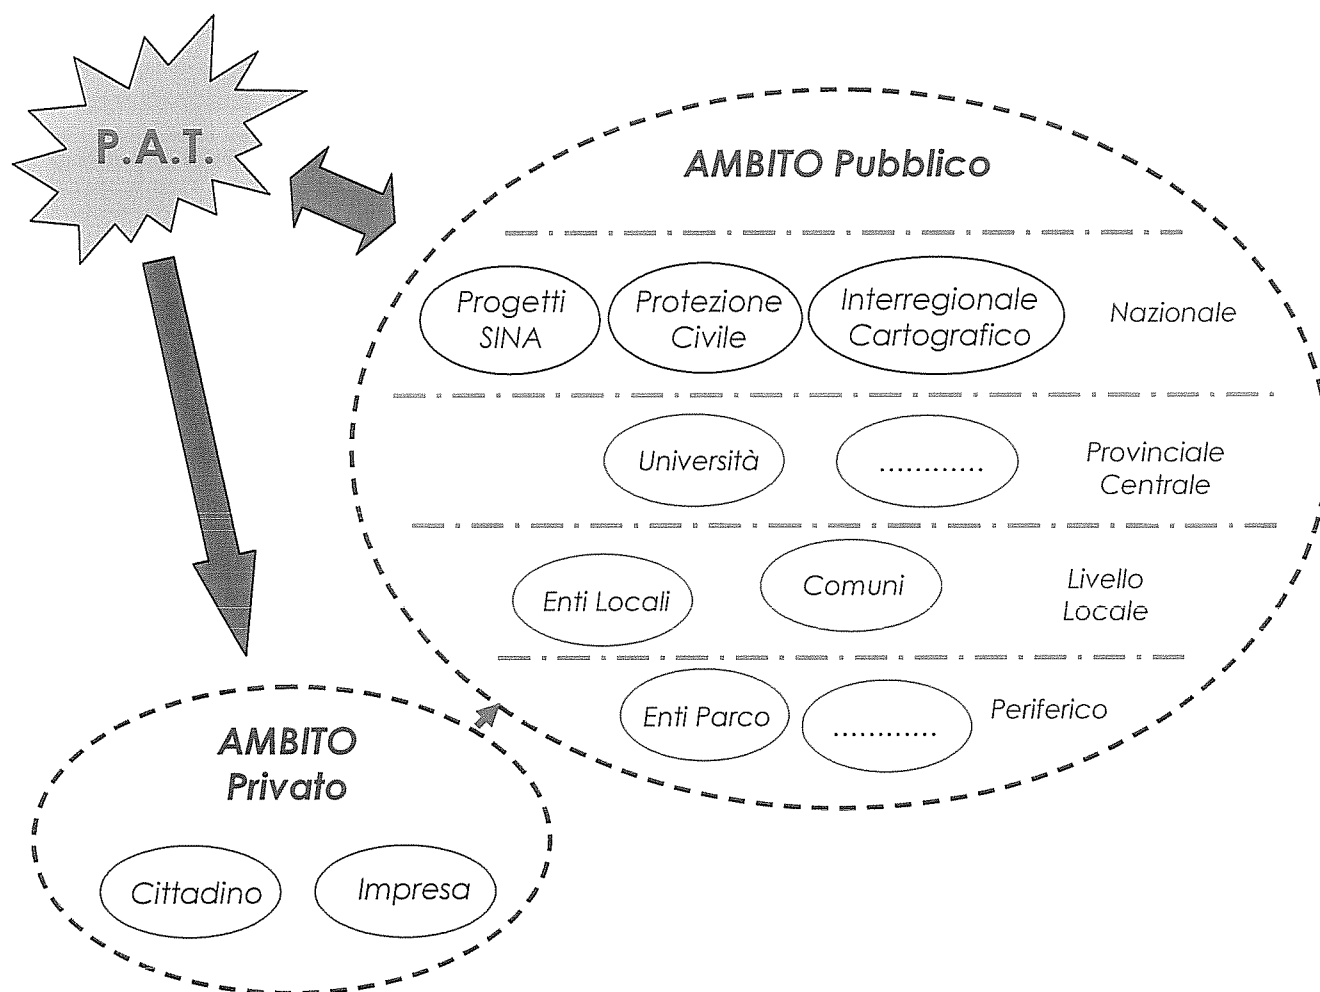 P.A.T.
AMBITO Pubblico
Progetti
SINA
Protezione
Civile
Interregionale
Cartografico
Nazionale
Università
............
Provinciale
Centrale
Enti Locali
Comuni
Livello
Locale
Enti Parco
............
Periferico
AMBITO
Privato
Cittadino
Impresa